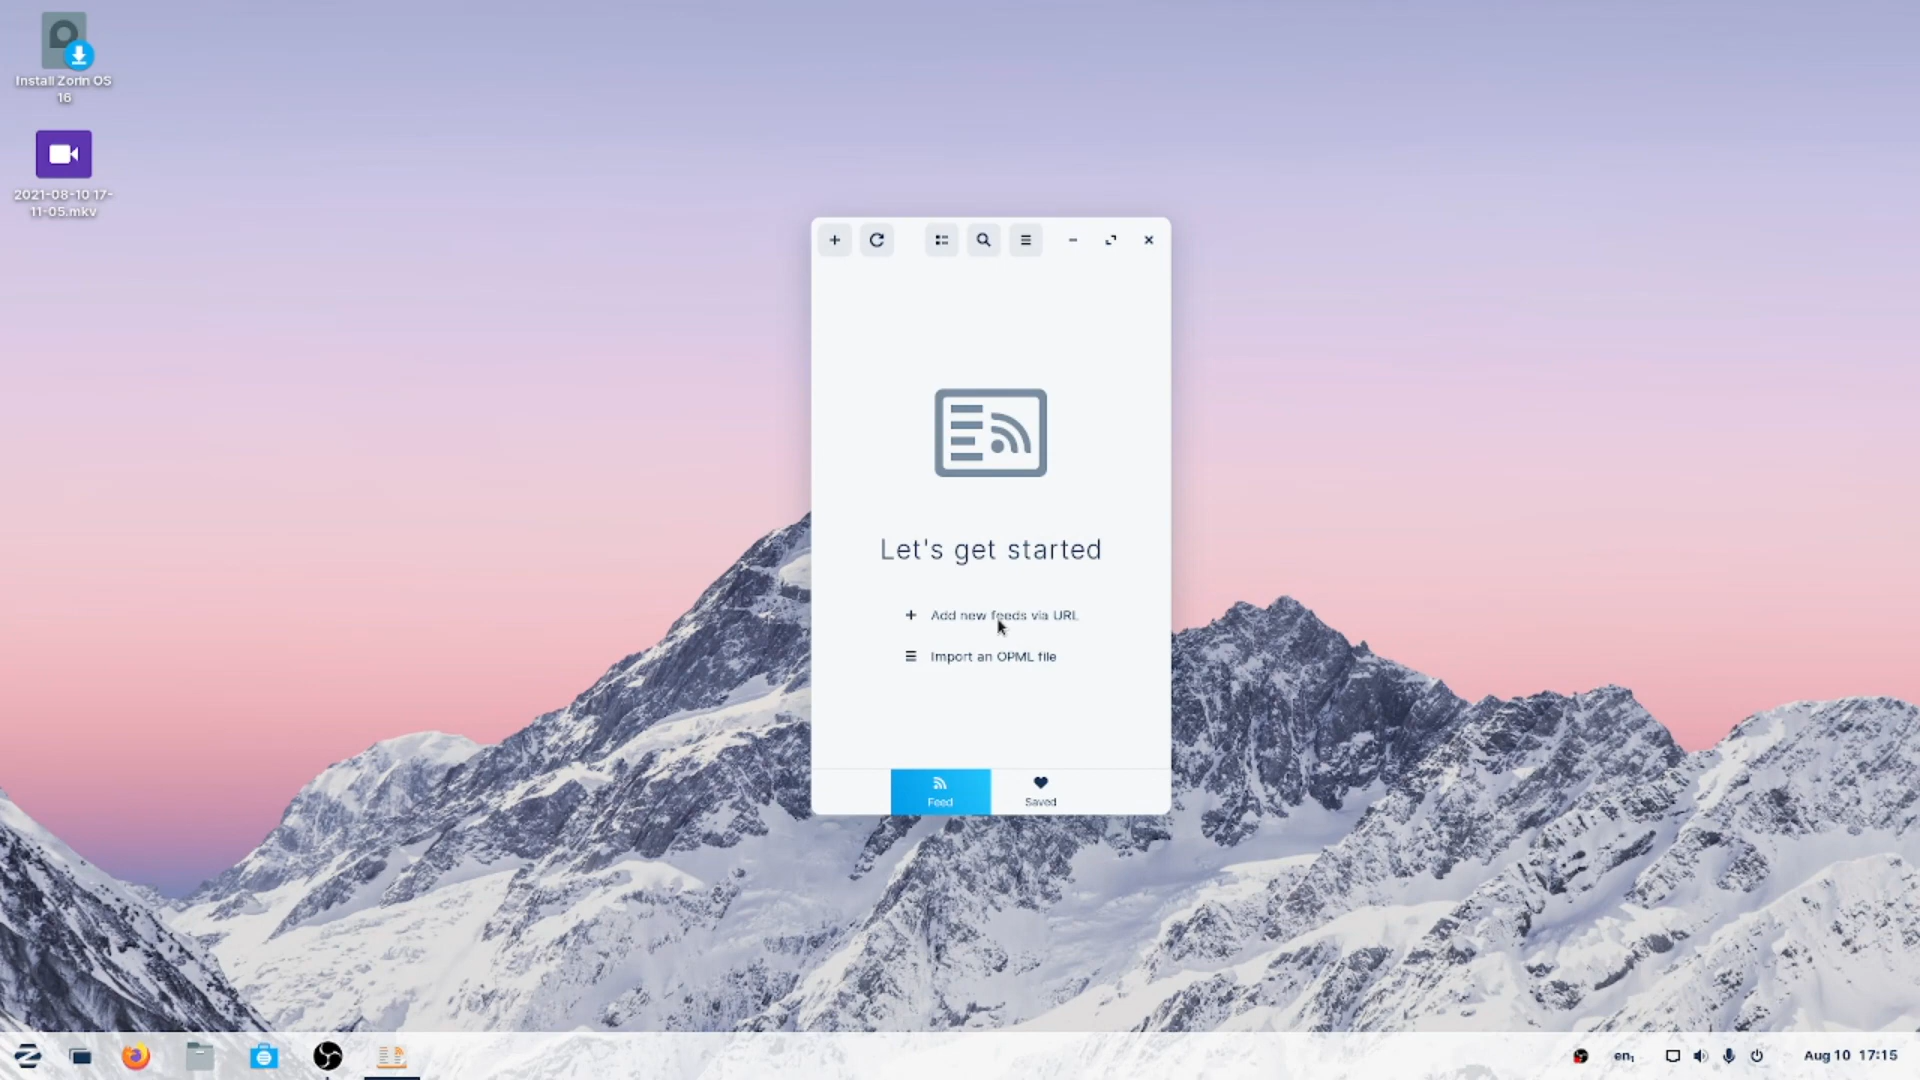 Install Zorin OS
16
2021-08-10 17-
11-05.mkv
Let's get started
Add new feeds via URL
Import an OPML file
Feed
Saved
en₁
Aug 10 17:15